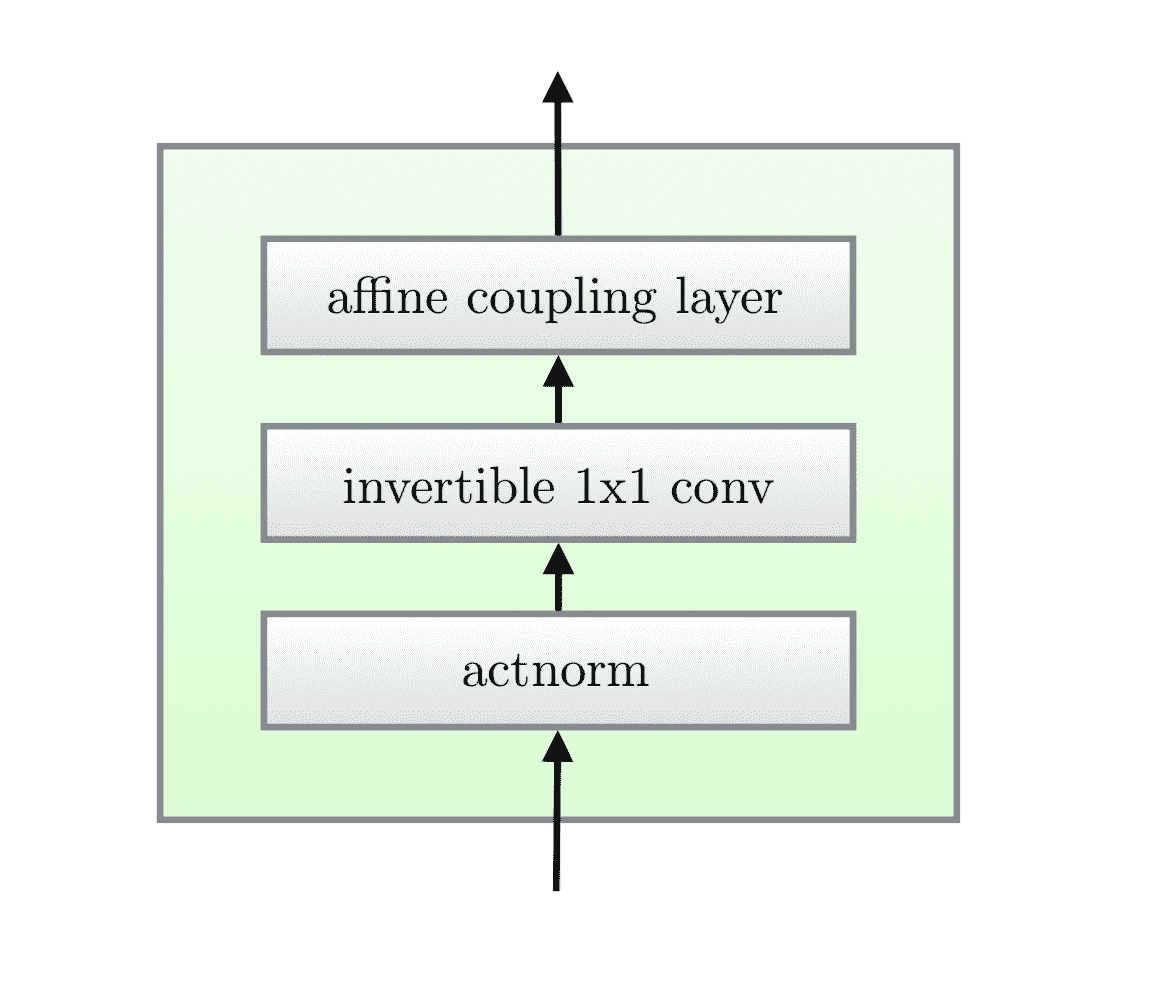 affine coupling layer
invertible 1x1 conv
actnorm